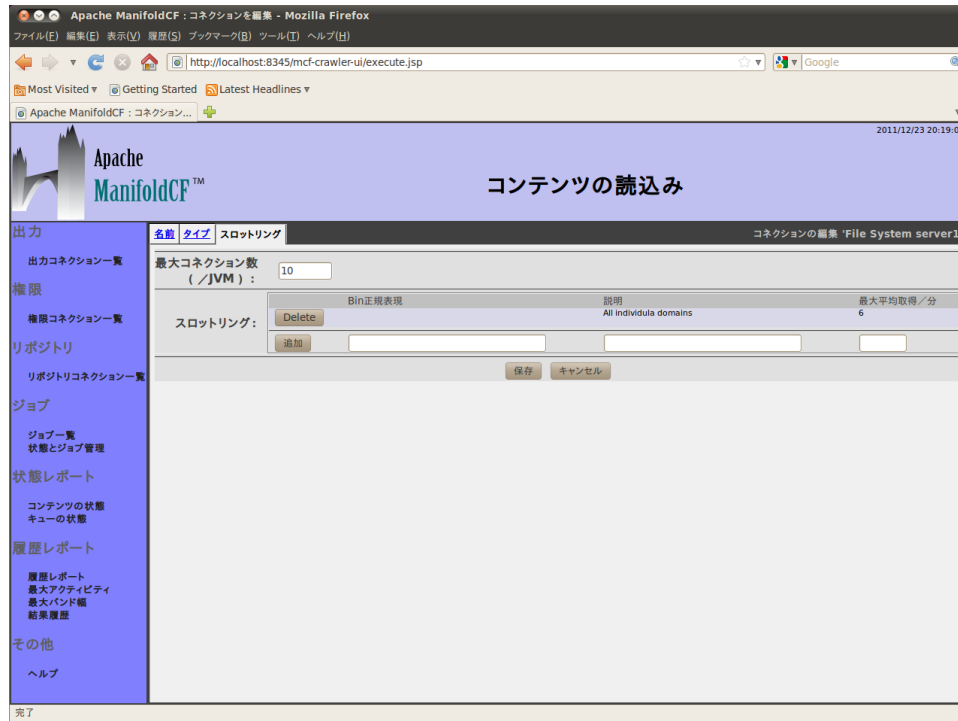 Apache ManifoldCF : コネクションを編集 - Mozilla Firefox
ファイル(F) 編集(E) 表示(V) 履歴(S) ブックマーク(B) ツール(T) ヘルプ(H)
http://localhost:8345/mcf-crawler-ui/execute.jsp
Google
Most Visited Getting Started Latest Headlines
Apache ManifoldCF : コネクション...
2011/12/23 20:19:0
Apache
ManifoldCF™
コンテンツの読込み
出力
出力コネクション一覧
権限
権限コネクション一覧
リポジトリ
リポジトリコネクション一覧
ジョブ
ジョブ一覧
状態とジョブ管理
状態レポート
コンテンツの状態
キューの状態
履歴レポート
履歴レポート
最大アクティビティ
最大バンド幅
結果履歴
その他
ヘルプ
名前 タイプ スロットリング
コネクションの編集 'File System server1
最大コネクション数
(／JVM)：
10
スロットリング：
Bin正規表現 説明 最大平均取得／分
Delete All individula domains 6
追加
保存 キャンセル
完了